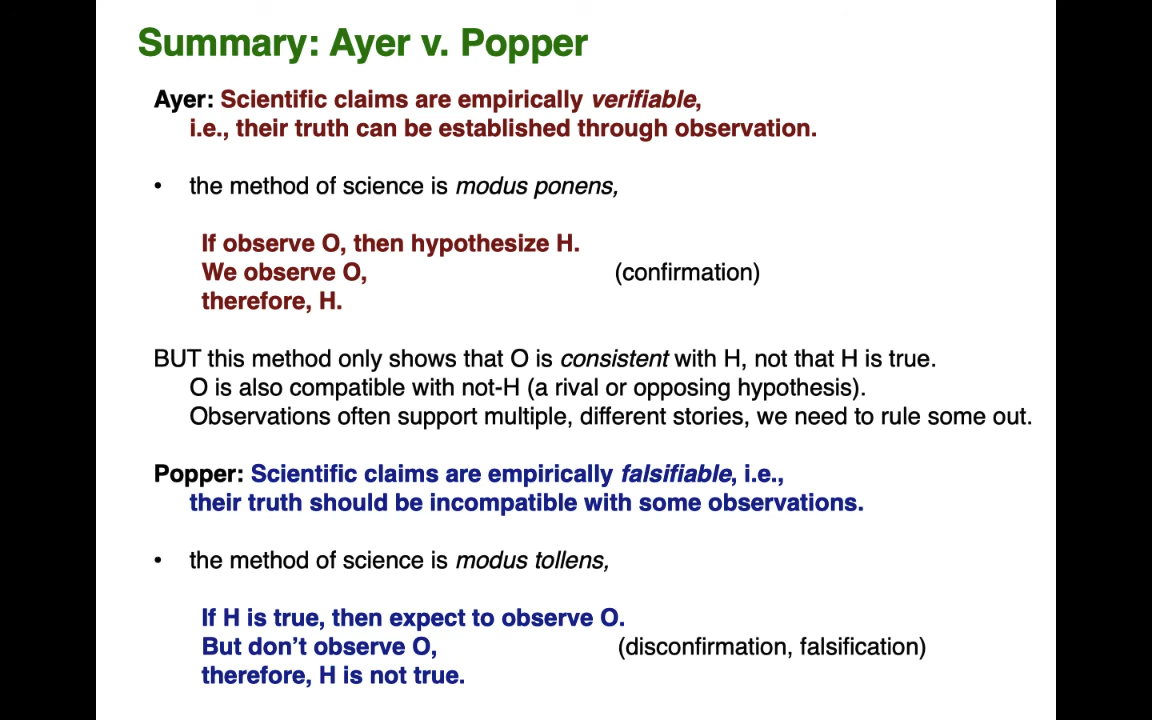 Summary: Ayer v. Popper
Ayer: Scientific claims are empirically verifiable,
i.e., their truth can be established through observation.
• the method of science is modus ponens,
If observe O, then hypothesize H.
We observe O, (confirmation)
therefore, H.
BUT this method only shows that O is consistent with H, not that H is true.
O is also compatible with not-H (a rival or opposing hypothesis).
Observations often support multiple, different stories, we need to rule some out.
Popper: Scientific claims are empirically falsifiable, i.e.,
their truth should be incompatible with some observations.
• the method of science is modus tollens,
If H is true, then expect to observe O.
But don't observe O, (disconfirmation, falsification)
therefore, H is not true.